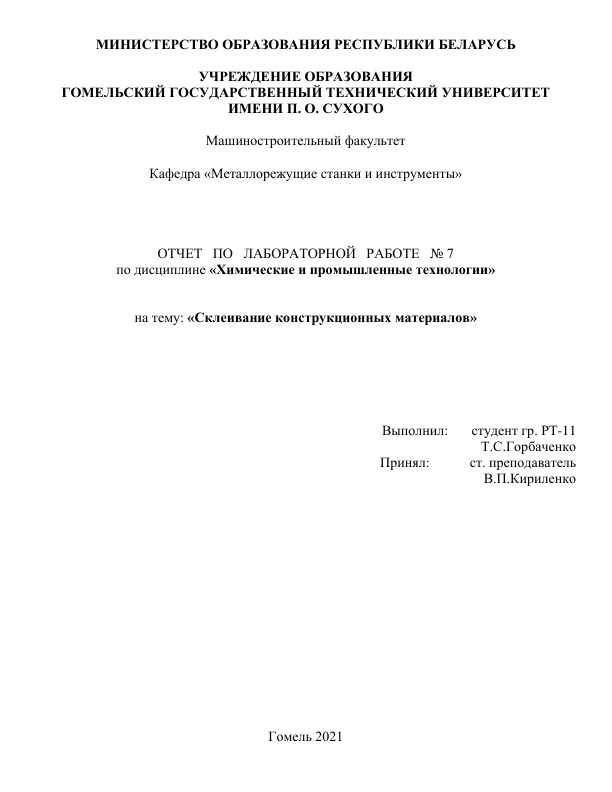 МИНИСТЕРСТВО ОБРАЗОВАНИЯ РЕСПУБЛИКИ БЕЛАРУСЬ
УЧРЕЖДЕНИЕ ОБРАЗОВАНИЯ
ГОМЕЛЬСКИЙ ГОСУДАРСТВЕННЫЙ ТЕХНИЧЕСКИЙ УНИВЕРСИТЕТ
ИМЕНИ П. О. СУХОГО
Машиностроительный факультет
Кафедра «Металлорежущие станки и инструменты»
ОТЧЕТ ПО ЛАБОРАТОРНОЙ РАБОТЕ № 7
по дисциплине «Химические и промышленные технологии»
на тему: «Склеивание конструкционных материалов»
Выполнил: студент гр. РТ-11
Т.С.Горбаченко
Принял: ст. преподаватель
В.П.Кириленко
Гомель 2021